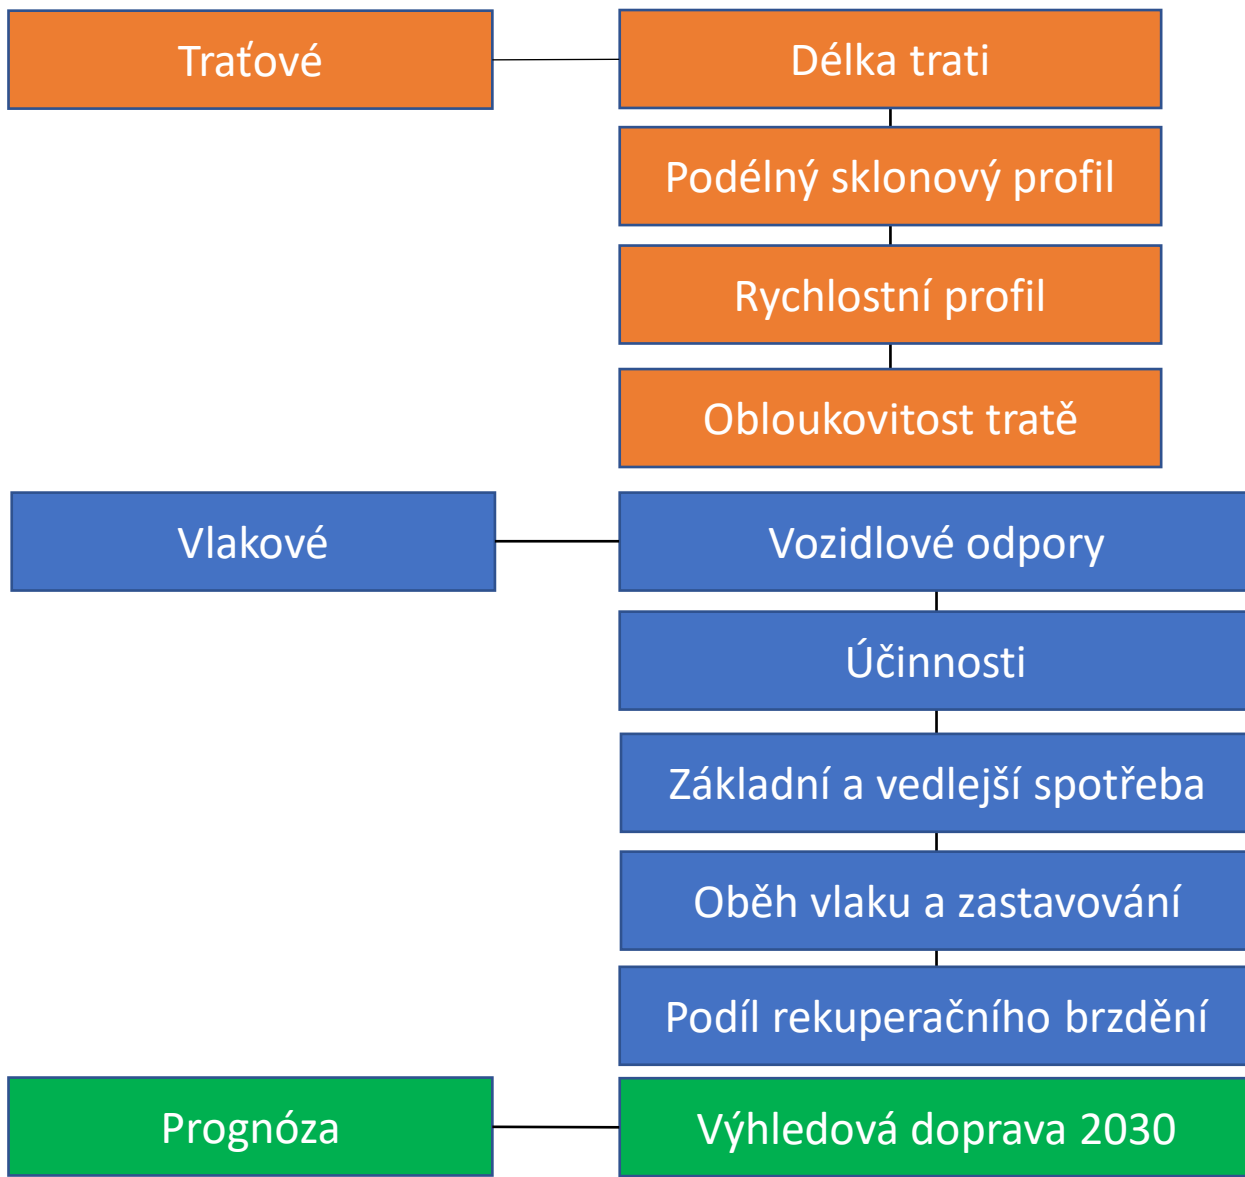 Traťové
Délka trati
Podélný sklonový profil
Rychlostní profil
Obloukovitost tratě
Vlakové
Vozidlové odpory
Účinnosti
Základní a vedlejší spotřeba
Oběh vlaku a zastavování
Podíl rekuperačního brzdění
Prognóza
Výhledová doprava 2030